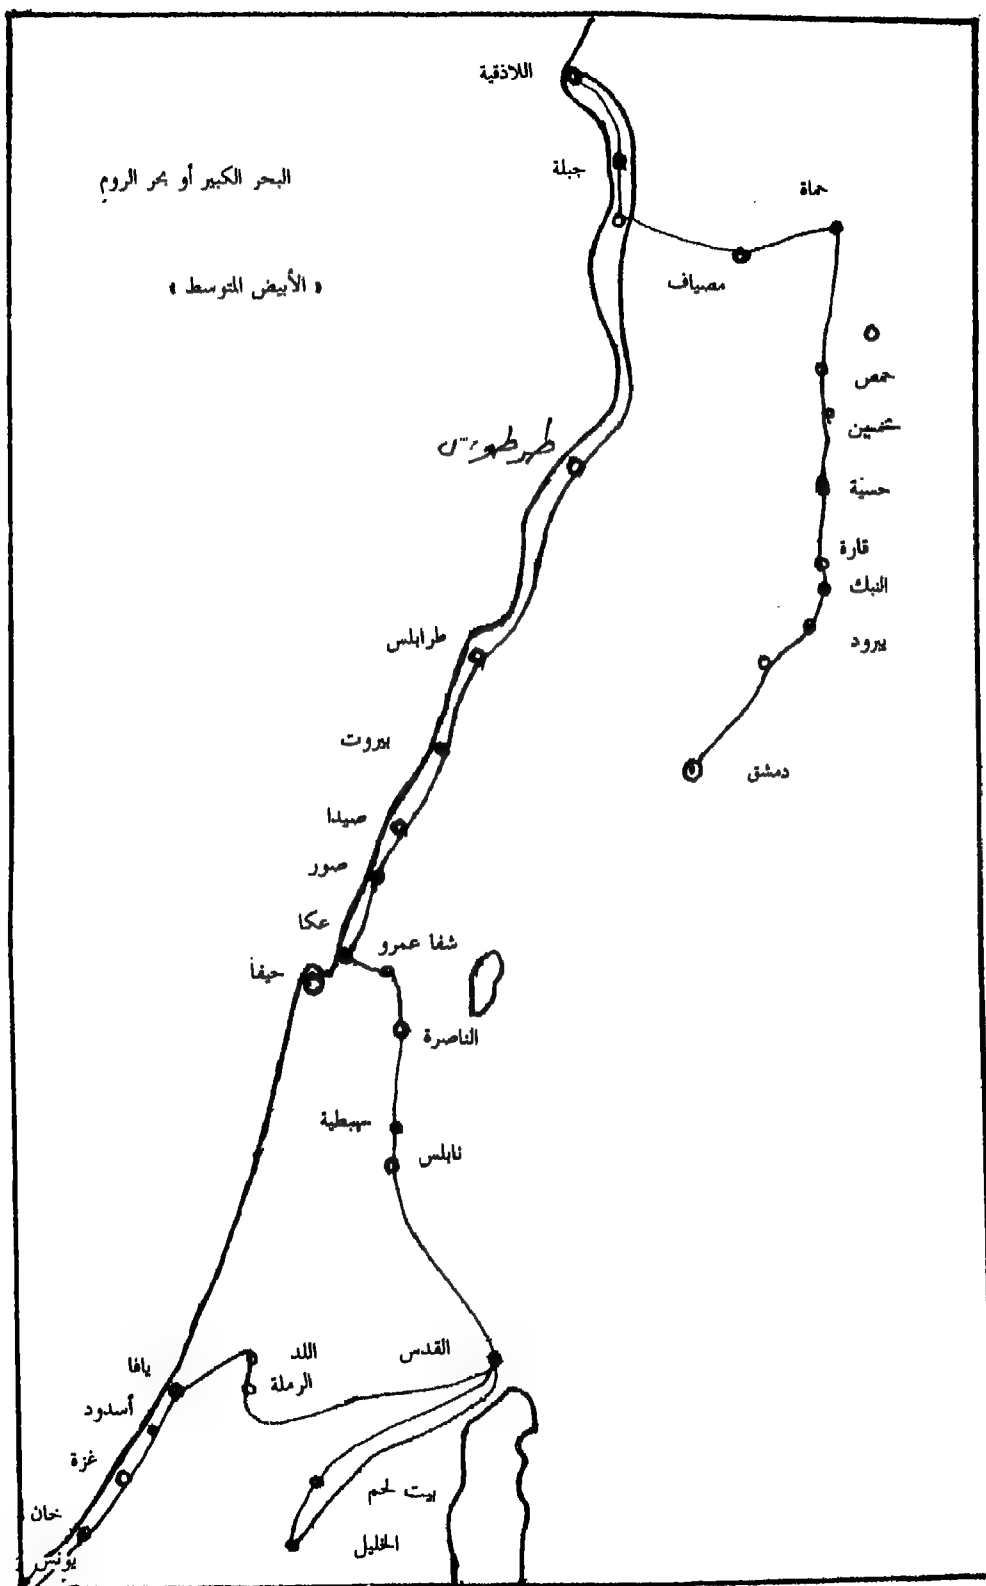 اللاذقية
جبلة
البحر الكبير أو بحر الروم
حماة
مصياف
« الأبيض المتوسط »
حمص
شمسين
طرطوس
حسيّة
قارة
النبك
طرابلس
يبرود
بيروت
دمشق
صيدا
صور
عكا
شفا عمرو
حيفا
الناصرة
سبطية
نابلس
القدس
اللد
يافا
الرملة
أسدود
غزة
بيت لحم
خان
الخليل
يونس